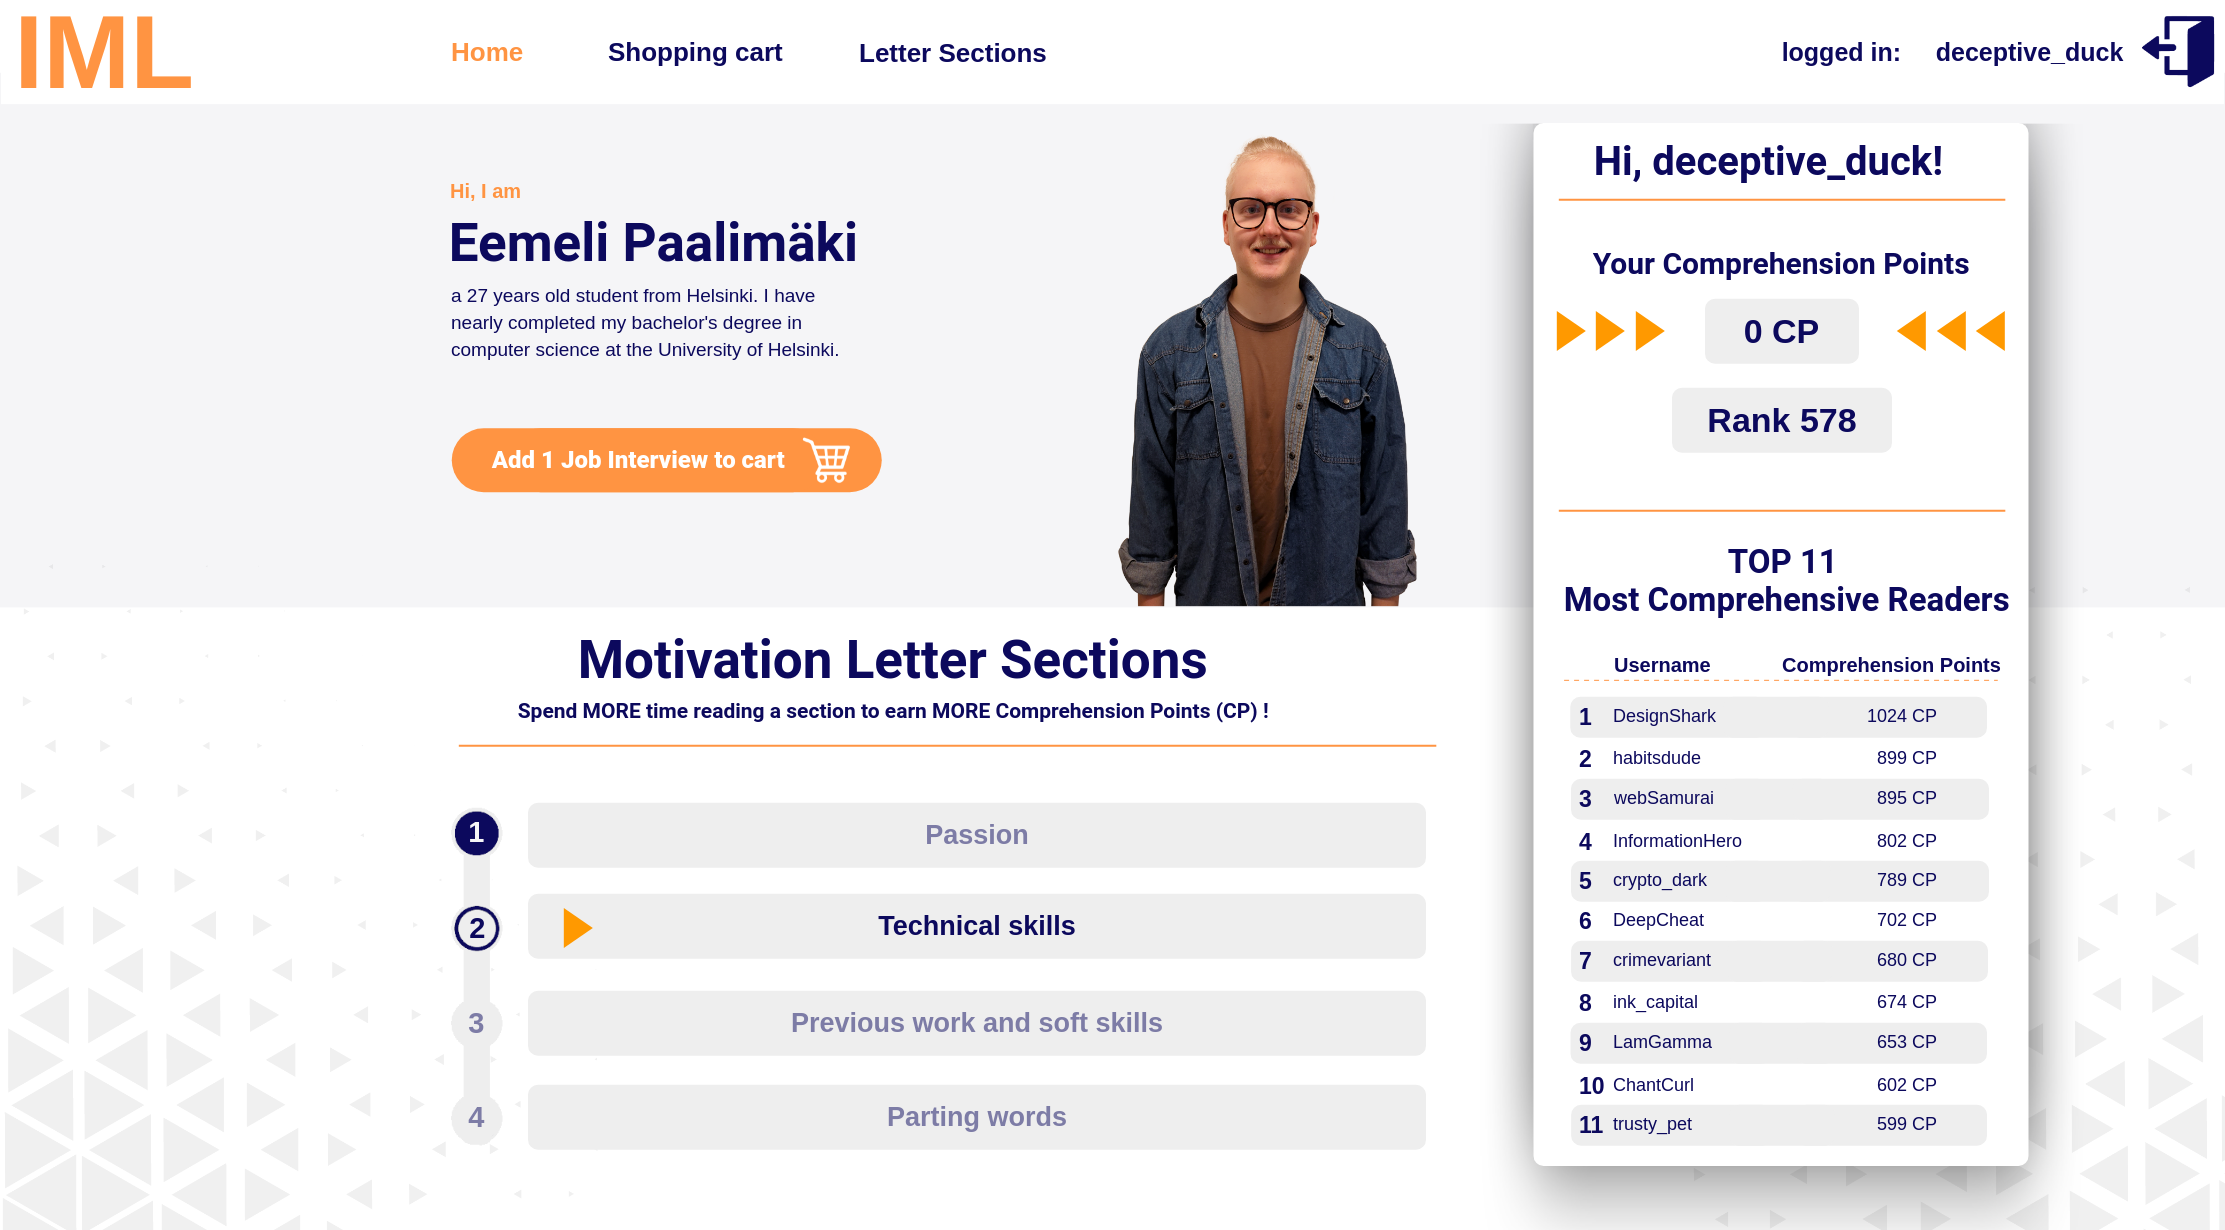 IML
Home
Shopping cart
Letter Sections
logged in:
deceptive_duck
Hi, I am
Eemeli Paalimäki
a 27 years old student from Helsinki. I have
nearly completed my bachelor's degree in
computer science at the University of Helsinki.
Add 1 Job Interview to cart
Motivation Letter Sections
Spend MORE time reading a section to earn MORE Comprehension Points (CP) !
1 Passion
2 Technical skills
3 Previous work and soft skills
4 Parting words
Hi, deceptive_duck!
Your Comprehension Points
0 CP
Rank 578
TOP 11
Most Comprehensive Readers
Username Comprehension Points
1 DesignShark 1024 CP
2 habitsdude 899 CP
3 webSamurai 895 CP
4 InformationHero 802 CP
5 crypto_dark 789 CP
6 DeepCheat 702 CP
7 crimevariant 680 CP
8 ink_capital 674 CP
9 LamGamma 653 CP
10 ChantCurl 602 CP
11 trusty_pet 599 CP